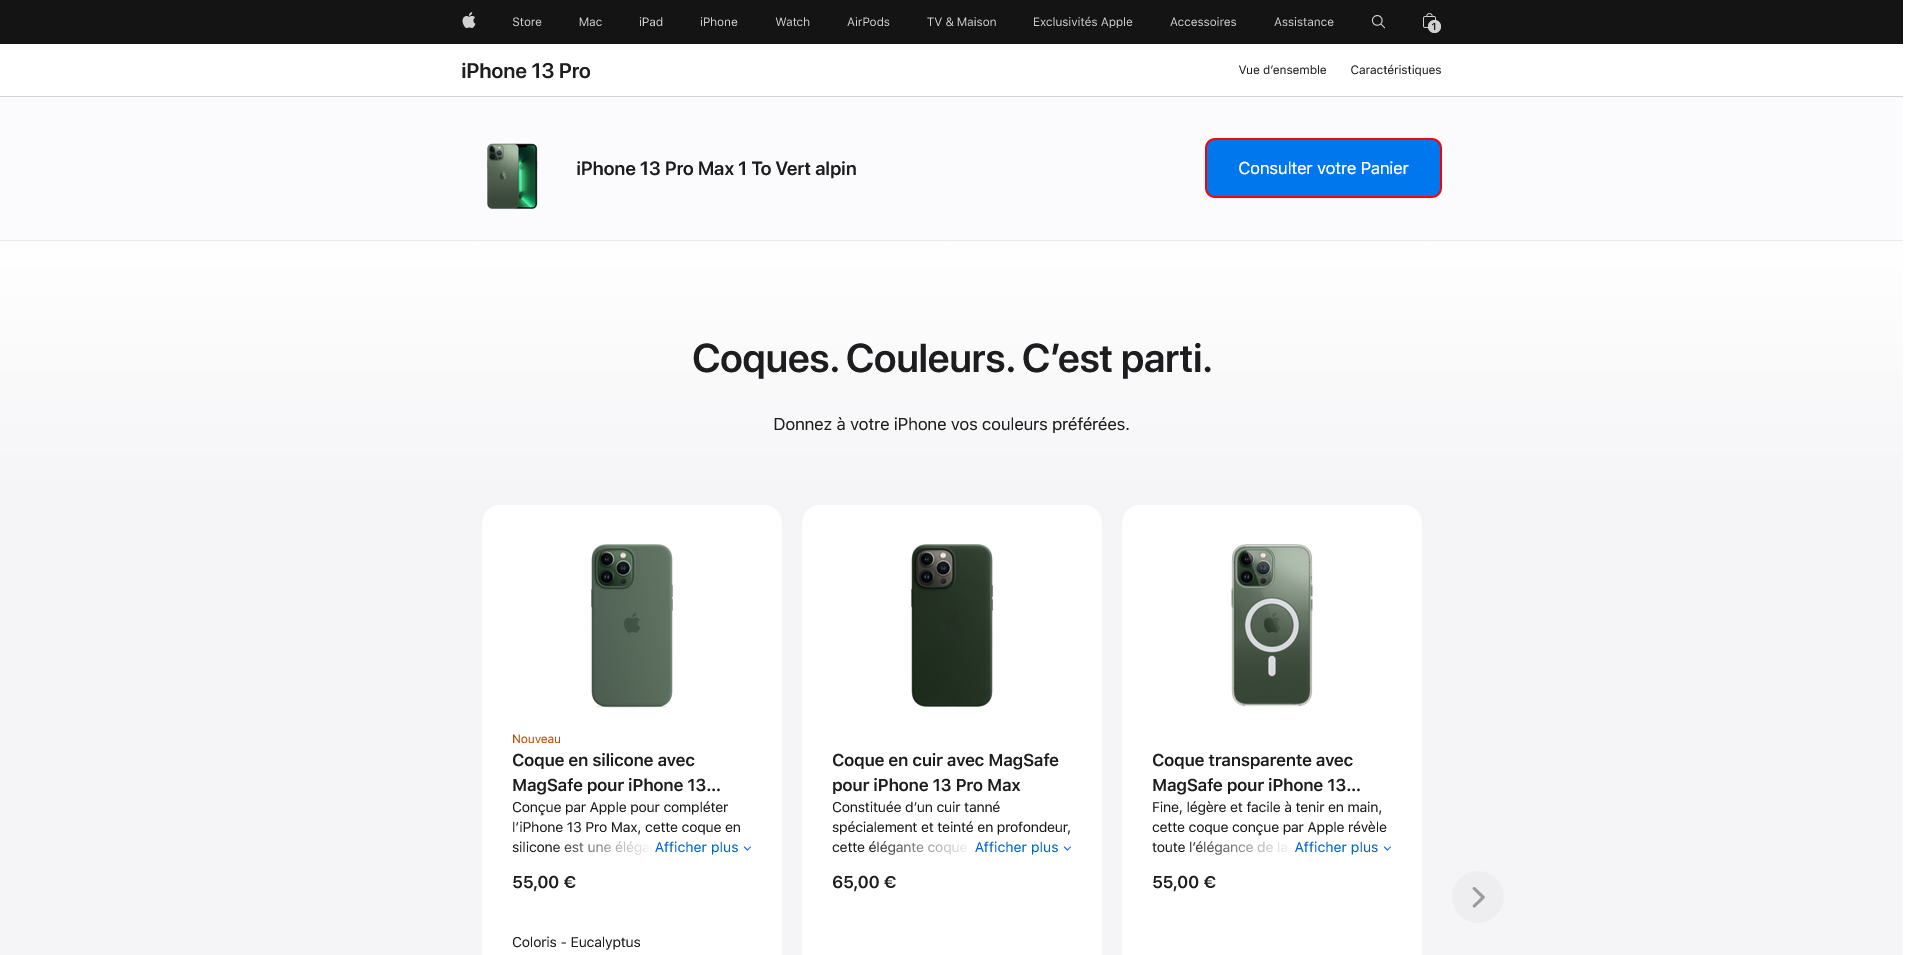 Store Mac iPad iPhone Watch AirPods TV & Maison Exclusivités Apple Accessoires Assistance 1
iPhone 13 Pro Vue d’ensemble Caractéristiques
iPhone 13 Pro Max 1 To Vert alpin Consulter votre Panier
Coques. Couleurs. C’est parti.
Donnez à votre iPhone vos couleurs préférées.
Nouveau
Coque en silicone avec
MagSafe pour iPhone 13...
Conçue par Apple pour compléter
l’iPhone 13 Pro Max, cette coque en
silicone est une éléga Afficher plus
55,00 €
Coloris - Eucalyptus
Coque en cuir avec MagSafe
pour iPhone 13 Pro Max
Constituée d’un cuir tanné
spécialement et teinté en profondeur,
cette élégante coque Afficher plus
65,00 €
Coque transparente avec
MagSafe pour iPhone 13...
Fine, légère et facile à tenir en main,
cette coque conçue par Apple révèle
toute l’élégance de la Afficher plus
55,00 €